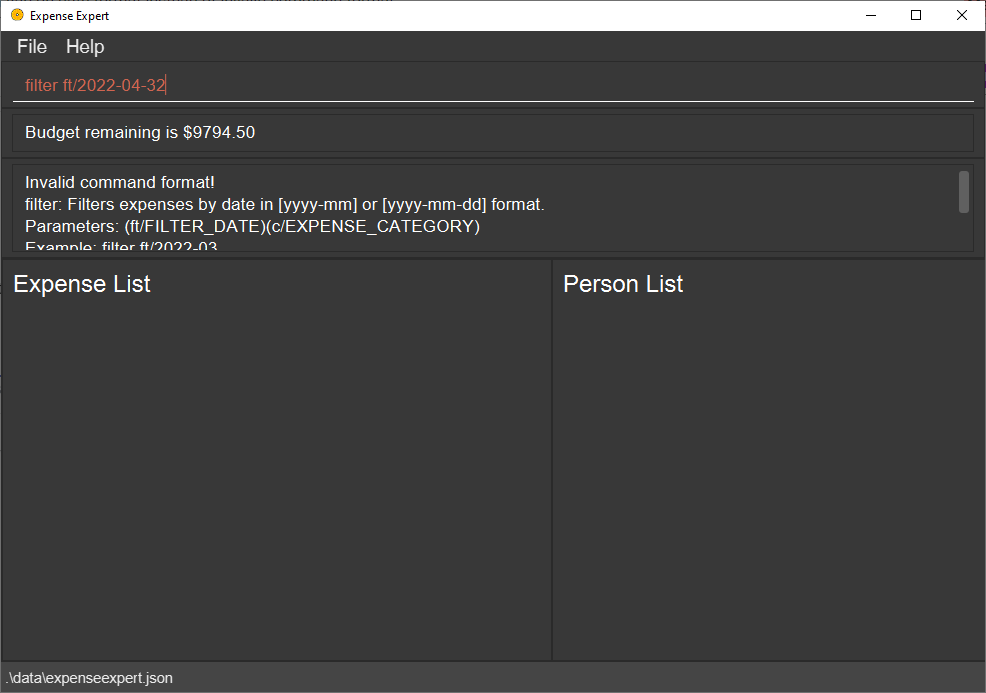 Expense Expert
File Help
filter ft/2022-04-32
Budget remaining is $9794.50
Invalid command format!
filter: Filters expenses by date in [yyyy-mm] or [yyyy-mm-dd] format.
Parameters: (ft/FILTER_DATE)(c/EXPENSE_CATEGORY)
Example: filter ft/2022-03
Expense List
Person List
.\data\expenseexpert.json